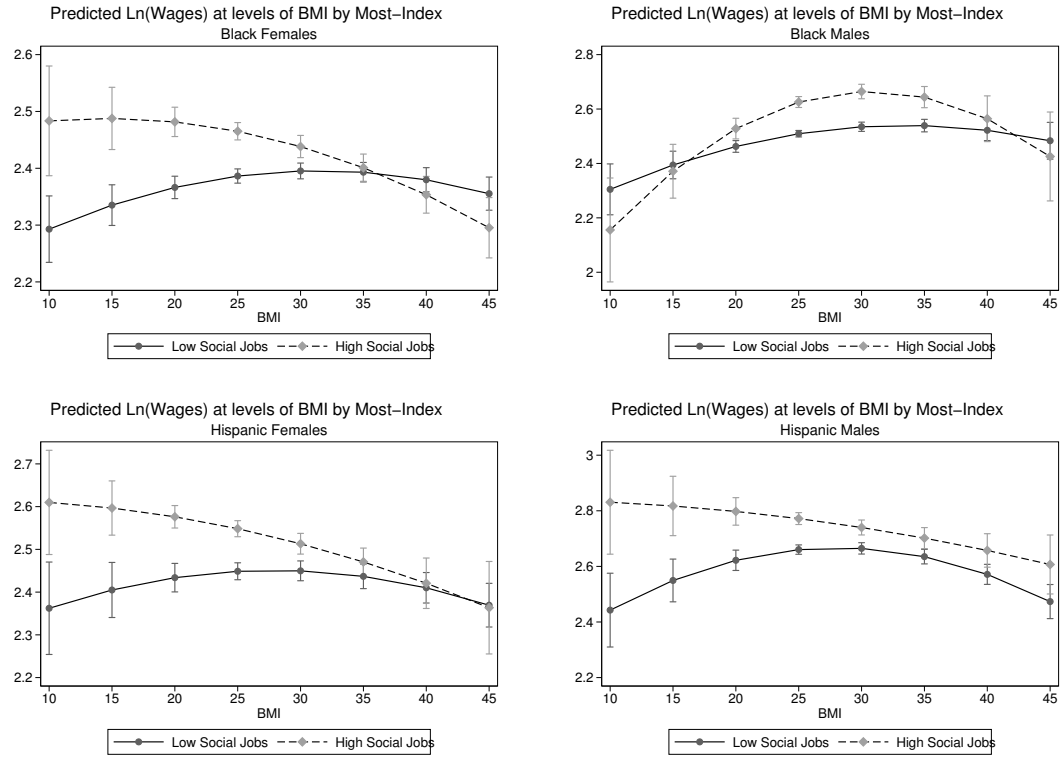 Predicted Ln(Wages) at levels of BMI by Most−Index
Black Females
2.6
2.5
2.4
2.3
2.2
10 15 20 25 30 35 40 45
BMI
Low Social Jobs High Social Jobs
Predicted Ln(Wages) at levels of BMI by Most−Index
Black Males
2.8
2.6
2.4
2.2
2
10 15 20 25 30 35 40 45
BMI
Low Social Jobs High Social Jobs
Predicted Ln(Wages) at levels of BMI by Most−Index
Hispanic Females
2.7
2.6
2.5
2.4
2.3
2.2
10 15 20 25 30 35 40 45
BMI
Low Social Jobs High Social Jobs
Predicted Ln(Wages) at levels of BMI by Most−Index
Hispanic Males
3
2.8
2.6
2.4
2.2
10 15 20 25 30 35 40 45
BMI
Low Social Jobs High Social Jobs